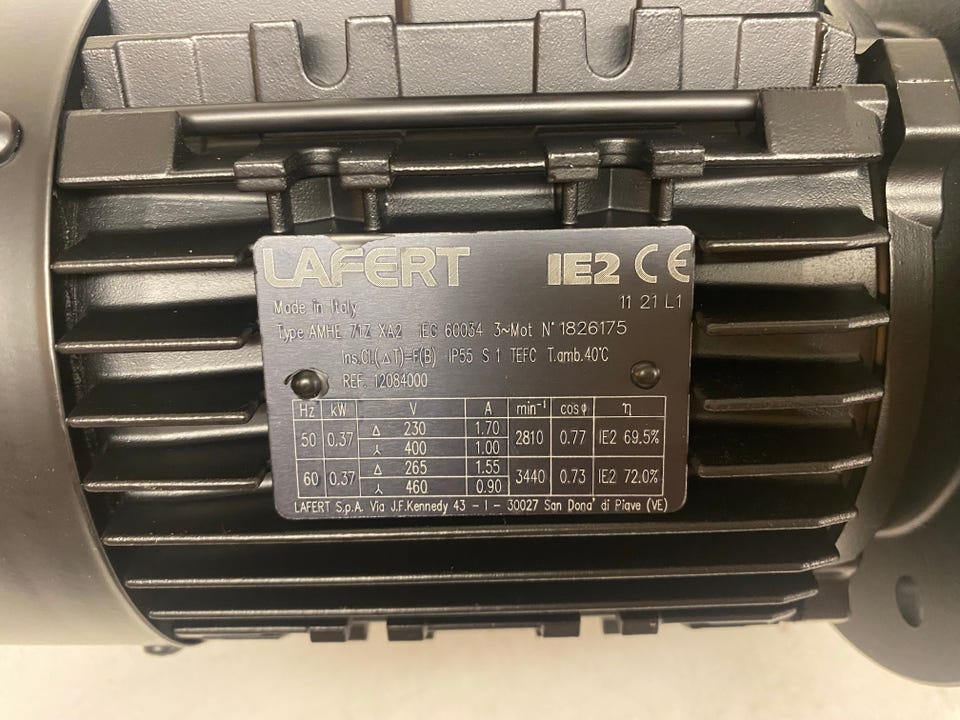 LAFERT IE2 CE
Made in Italy 11 21 L1
Type AMHE 71Z XA2 IEC 60034 3~Mot N° 1826175
Ins.Cl.(ΔT)=F(B) IP55 S 1 TEFC T.amb.40°C
REF. 12084000
Hz kW V A min⁻¹ cosφ η
50 0.37 Δ 230 1.70 2810 0.77 IE2 69.5%
⅄ 400 1.00
60 0.37 Δ 265 1.55 3440 0.73 IE2 72.0%
⅄ 460 0.90
LAFERT S.p.A. Via J.F.Kennedy 43 - I - 30027 San Dona' di Piave (VE)